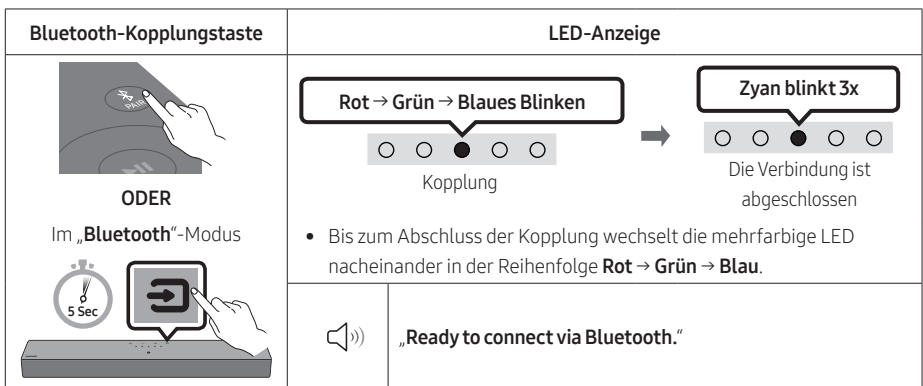 Bluetooth-Kopplungstaste
LED-Anzeige
PAIR
ODER
Im „Bluetooth“-Modus
5 Sec
Rot → Grün → Blaues Blinken
Kopplung
Zyan blinkt 3x
Die Verbindung ist
abgeschlossen
• Bis zum Abschluss der Kopplung wechselt die mehrfarbige LED
nacheinander in der Reihenfolge Rot → Grün → Blau.
„Ready to connect via Bluetooth.“